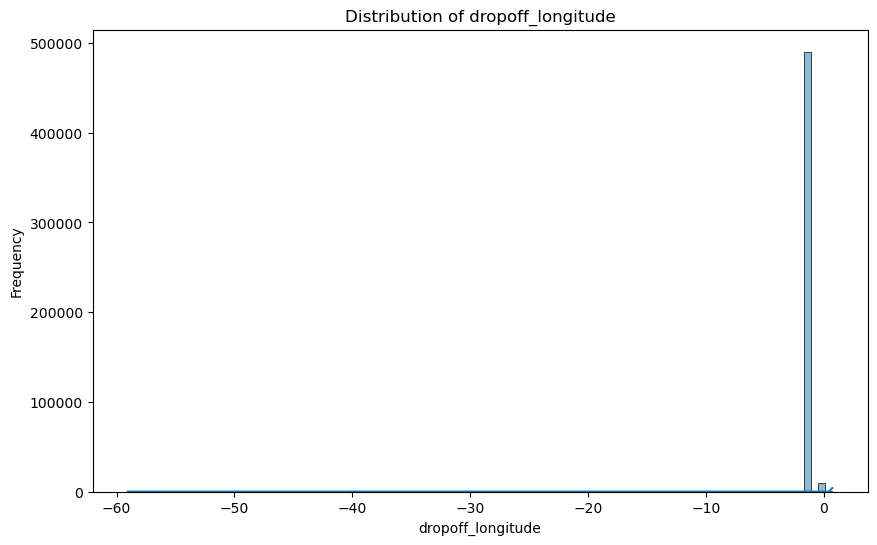 Distribution of dropoff_longitude
500000
400000
300000
200000
100000
0
Frequency
−60 −50 −40 −30 −20 −10 0
dropoff_longitude